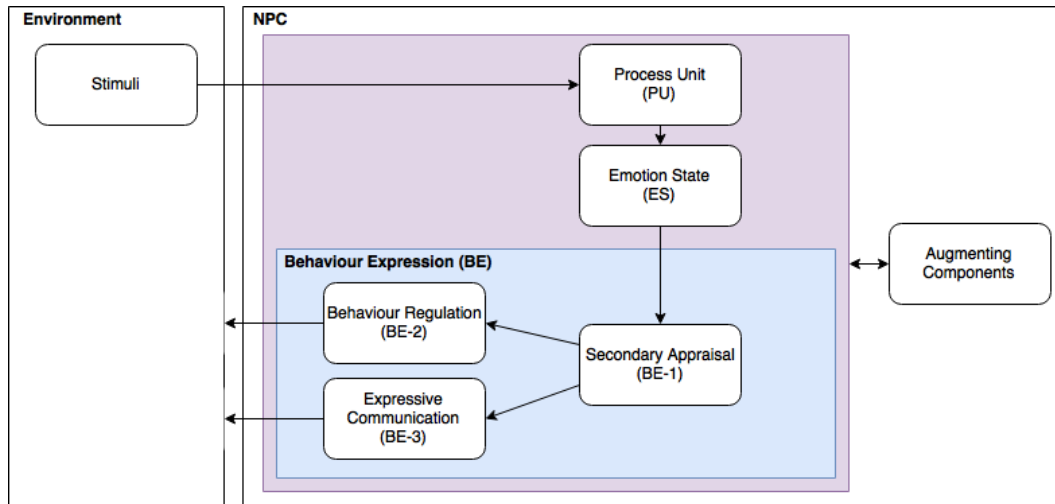 Environment
NPC
Stimuli
Process Unit
(PU)
Emotion State
(ES)
Augmenting
Components
Behaviour Expression (BE)
Behaviour Regulation
(BE-2)
Secondary Appraisal
(BE-1)
Expressive
Communication
(BE-3)